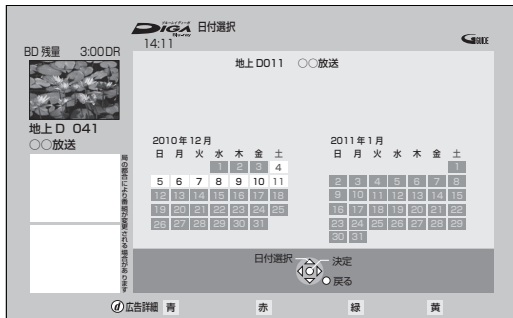 DIGA 日付選択
14:11
GUIDE
BD 残量 3:00 DR
地上 D011 ○○放送
地上 D 041
○○放送
局の都合により番組が変更される場合があります
2010年12月
日 月 火 水 木 金 土
1 2 3 4
5 6 7 8 9 10 11
12 13 14 15 16 17 18
19 20 21 22 23 24 25
26 27 28 29 30 31
2011年1月
日 月 火 水 木 金 土
1
2 3 4 5 6 7 8
9 10 11 12 13 14 15
16 17 18 19 20 21 22
23 24 25 26 27 28 29
30 31
日付選択 決定
戻る
d 広告詳細 青 赤 緑 黄